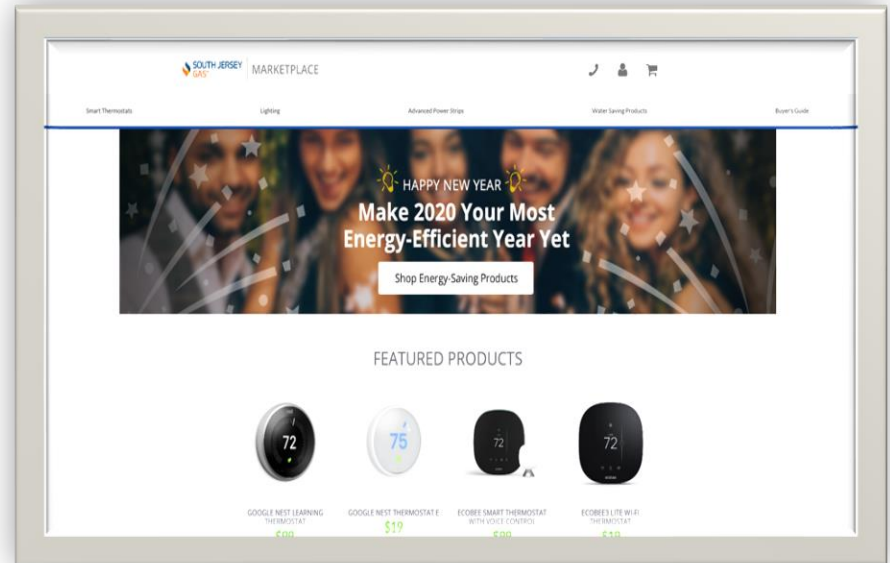 SOUTH JERSEY
GAS
MARKETPLACE
Smart Thermostats Lighting Advanced Power Strips Water Saving Products Buyer's Guide
HAPPY NEW YEAR
Make 2020 Your Most
Energy-Efficient Year Yet
Shop Energy-Saving Products
FEATURED PRODUCTS
72 75 72 72
GOOGLE NEST LEARNING
THERMOSTAT
GOOGLE NEST THERMOSTAT E
$19
ECOBEE SMART THERMOSTAT
WITH VOICE CONTROL
ECOBEE3 LITE WI-FI
THERMOSTAT